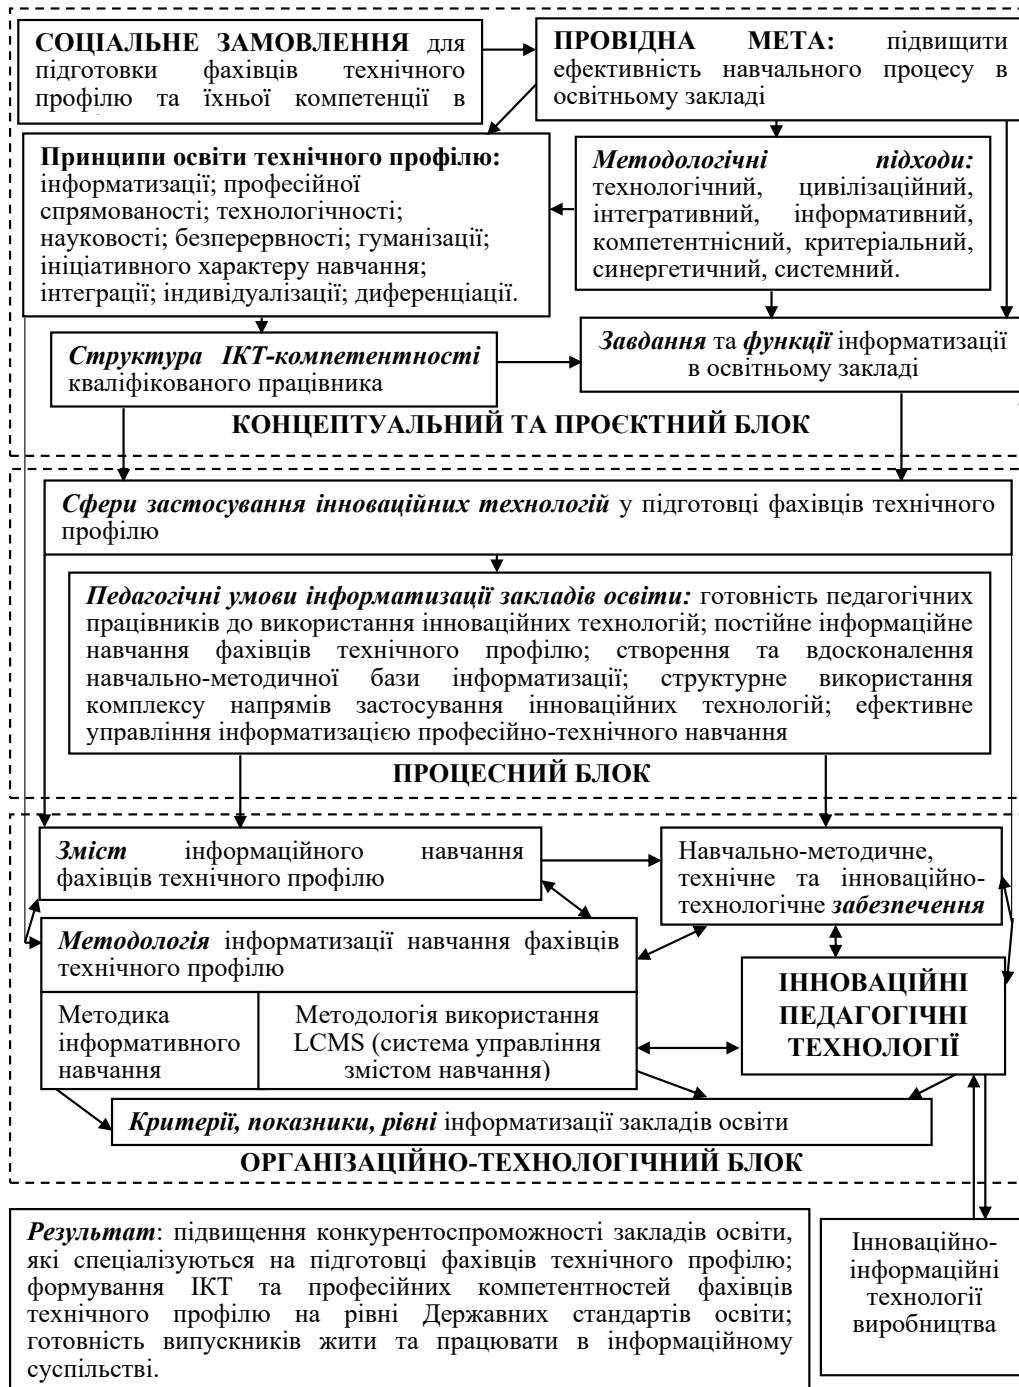 СОЦІАЛЬНЕ ЗАМОВЛЕННЯ для
підготовки фахівців технічного
профілю та їхньої компетенції в
ПРОВІДНА МЕТА: підвищити
ефективність навчального процесу в
освітньому закладі
Принципи освіти технічного профілю:
інформатизації; професійної
спрямованості; технологічності;
науковості; безперервності; гуманізації;
ініціативного характеру навчання;
інтеграції; індивідуалізації; диференціації.
Методологічні підходи:
технологічний, цивілізаційний,
інтегративний, інформативний,
компетентнісний, критеріальний,
синергетичний, системний.
Структура ІКТ-компетентності
кваліфікованого працівника
Завдання та функції інформатизації
в освітньому закладі
КОНЦЕПТУАЛЬНИЙ ТА ПРОЄКТНИЙ БЛОК
Сфери застосування інноваційних технологій у підготовці фахівців технічного
профілю
Педагогічні умови інформатизації закладів освіти: готовність педагогічних
працівників до використання інноваційних технологій; постійне інформаційне
навчання фахівців технічного профілю; створення та вдосконалення
навчально-методичної бази інформатизації; структурне використання
комплексу напрямів застосування інноваційних технологій; ефективне
управління інформатизацією професійно-технічного навчання
ПРОЦЕСНИЙ БЛОК
Зміст інформаційного навчання
фахівців технічного профілю
Навчально-методичне,
технічне та інноваційно-
технологічне забезпечення
Методологія інформатизації навчання фахівців
технічного профілю
Методика
інформативного
навчання
Методологія використання
LCMS (система управління
змістом навчання)
ІННОВАЦІЙНІ
ПЕДАГОГІЧНІ
ТЕХНОЛОГІЇ
Критерії, показники, рівні інформатизації закладів освіти
ОРГАНІЗАЦІЙНО-ТЕХНОЛОГІЧНИЙ БЛОК
Результат: підвищення конкурентоспроможності закладів освіти,
які спеціалізуються на підготовці фахівців технічного профілю;
формування ІКТ та професійних компетентностей фахівців
технічного профілю на рівні Державних стандартів освіти;
готовність випускників жити та працювати в інформаційному
суспільстві.
Інноваційно-
інформаційні
технології
виробництва